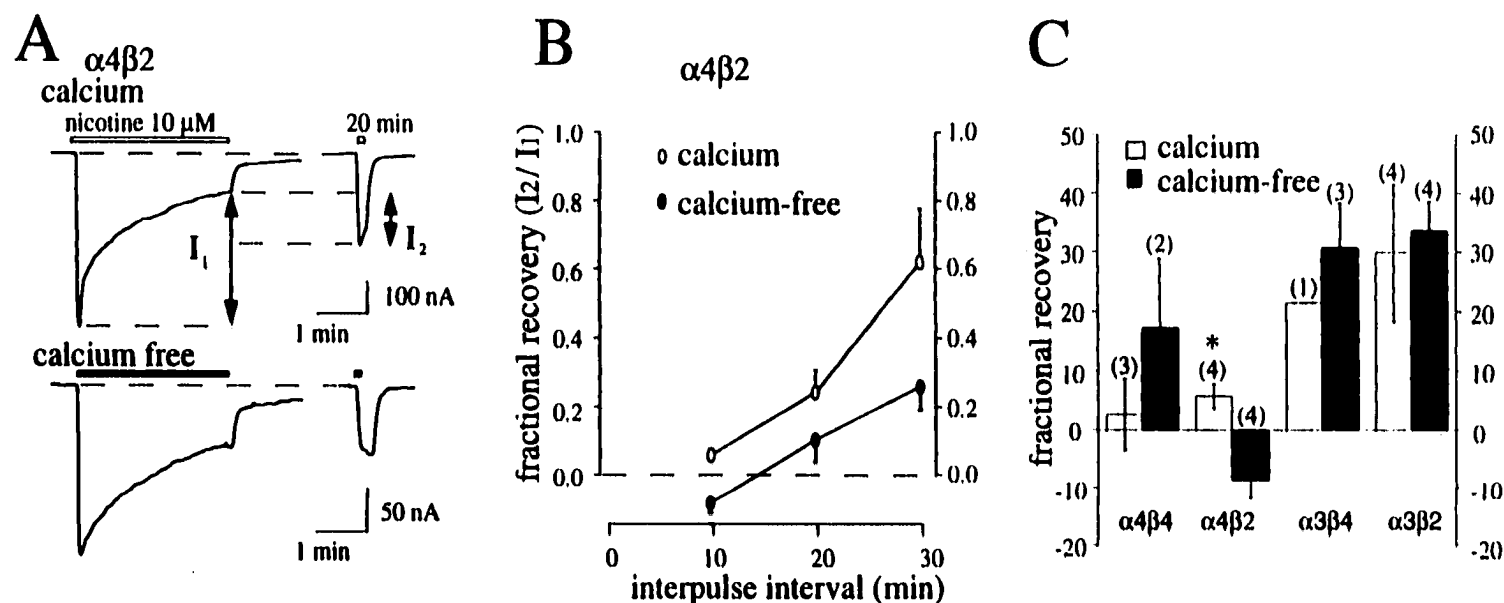 A
α4β2
calcium
nicotine 10 μM
20 min
I1
I2
100 nA
1 min
calcium free
50 nA
1 min
B
α4β2
fractional recovery (I2/ I1)
1.0
0.8
0.6
0.4
0.2
0.0
calcium
calcium-free
1.0
0.8
0.6
0.4
0.2
0.0
0 10 20 30
interpulse interval (min)
C
fractional recovery
50
40
30
20
10
0
-10
-20
calcium
calcium-free
(3) (2) * (4) (4) (1) (3) (4) (4)
50
40
30
20
10
0
-10
-20
α4β4 α4β2 α3β4 α3β2